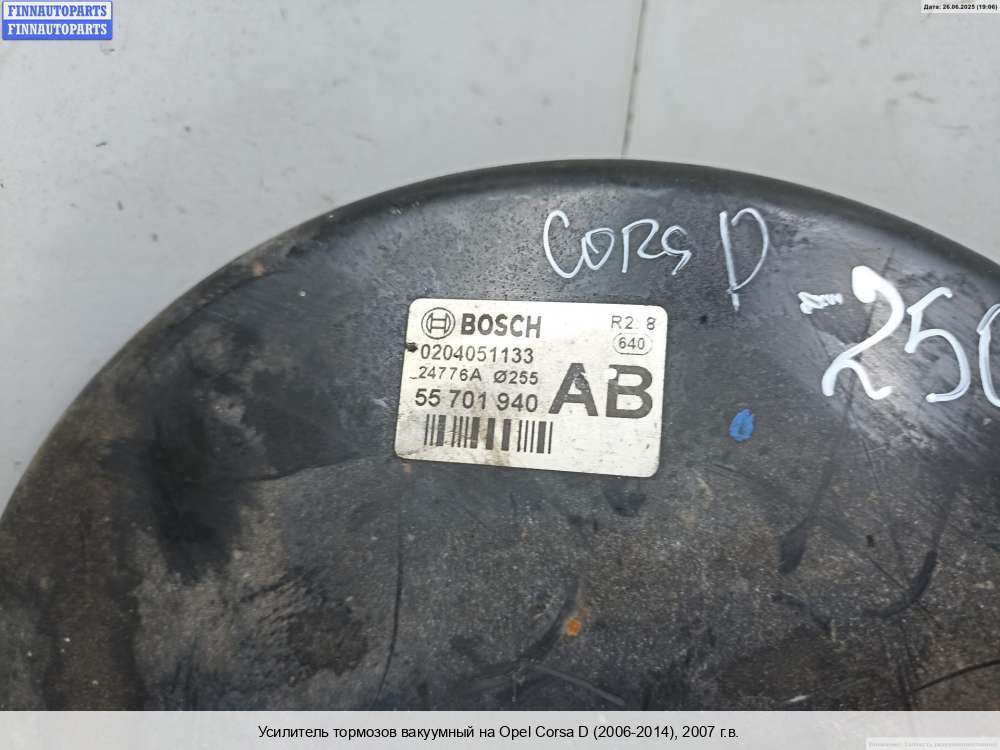 FINNAUTOPARTS
FINNAUTOPARTS
Дата: 26.06.2025 (19:06)
CORS D
250
BOSCH
R2: 8
640
0204051133
24776A Ø255
55 701 940
AB
Усилитель тормозов вакуумный на Opel Corsa D (2006-2014), 2007 г.в.